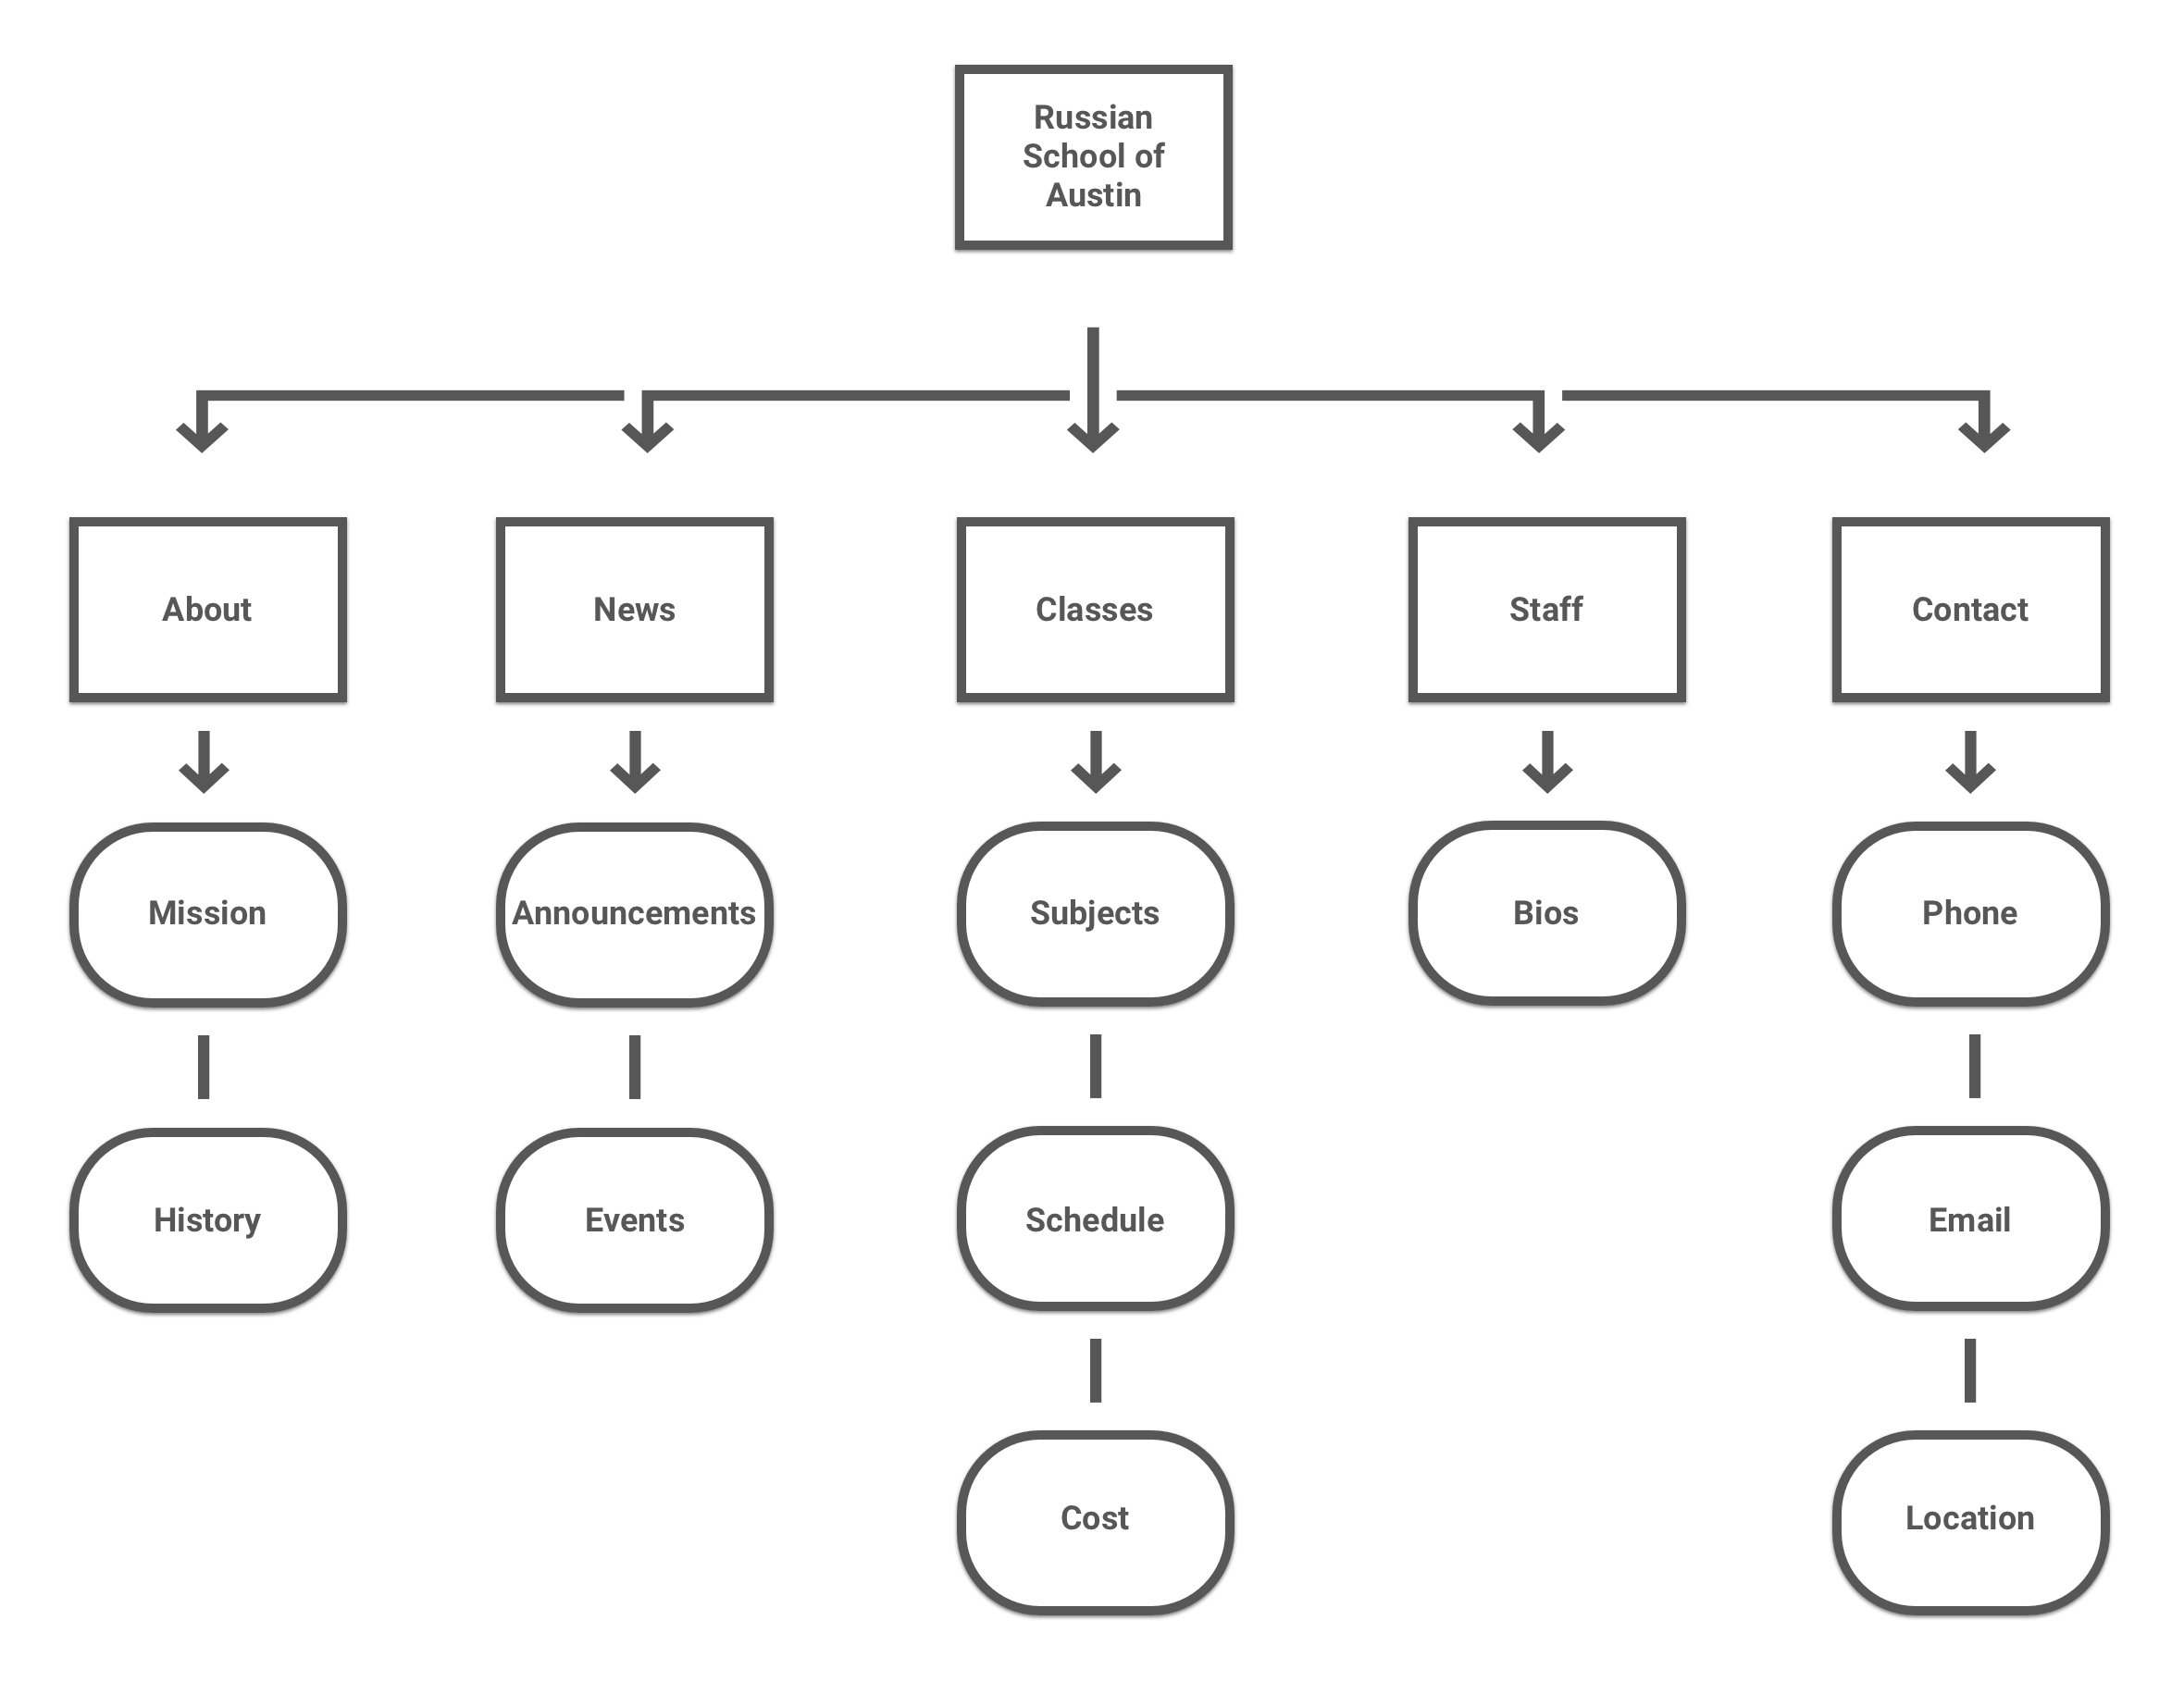 Russian
School of
Austin
About
News
Classes
Staff
Contact
Mission
Announcements
Subjects
Bios
Phone
History
Events
Schedule
Email
Cost
Location